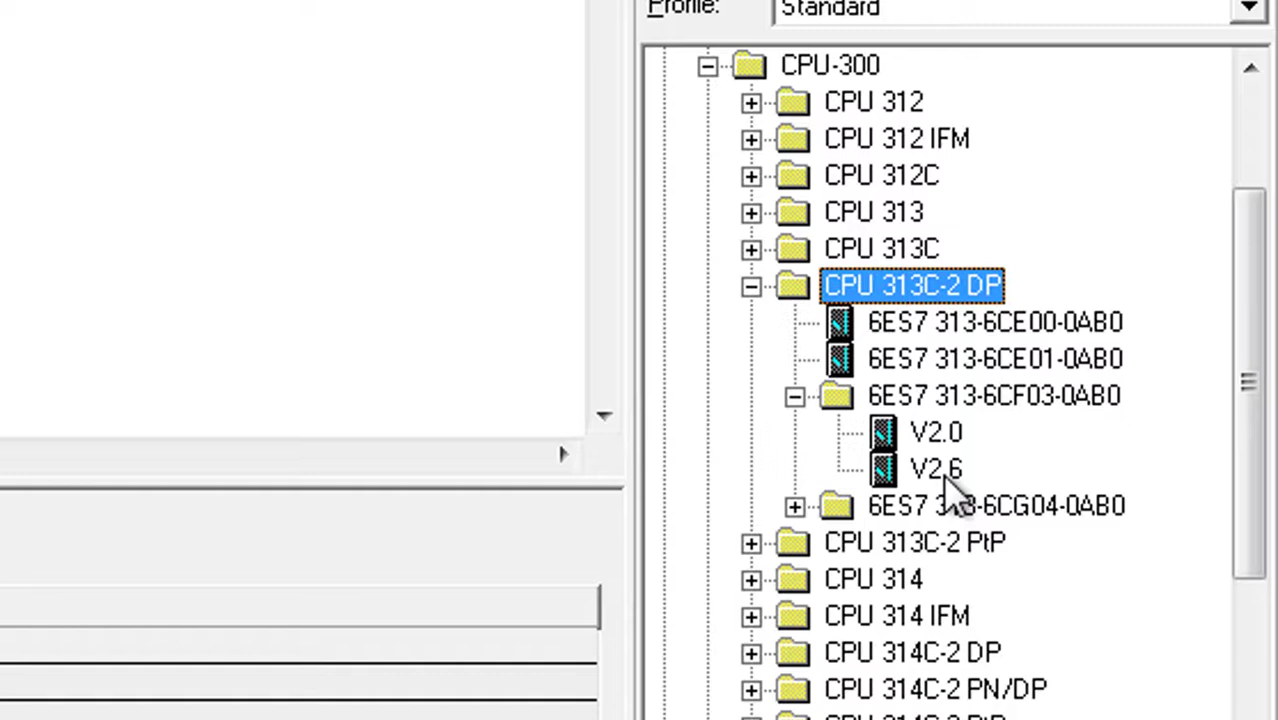 Profile: Standard
CPU-300
CPU 312
CPU 312 IFM
CPU 312C
CPU 313
CPU 313C
CPU 313C-2 DP
6ES7 313-6CE00-0AB0
6ES7 313-6CE01-0AB0
6ES7 313-6CF03-0AB0
V2.0
V2.6
6ES7 313-6CG04-0AB0
CPU 313C-2 PtP
CPU 314
CPU 314 IFM
CPU 314C-2 DP
CPU 314C-2 PN/DP